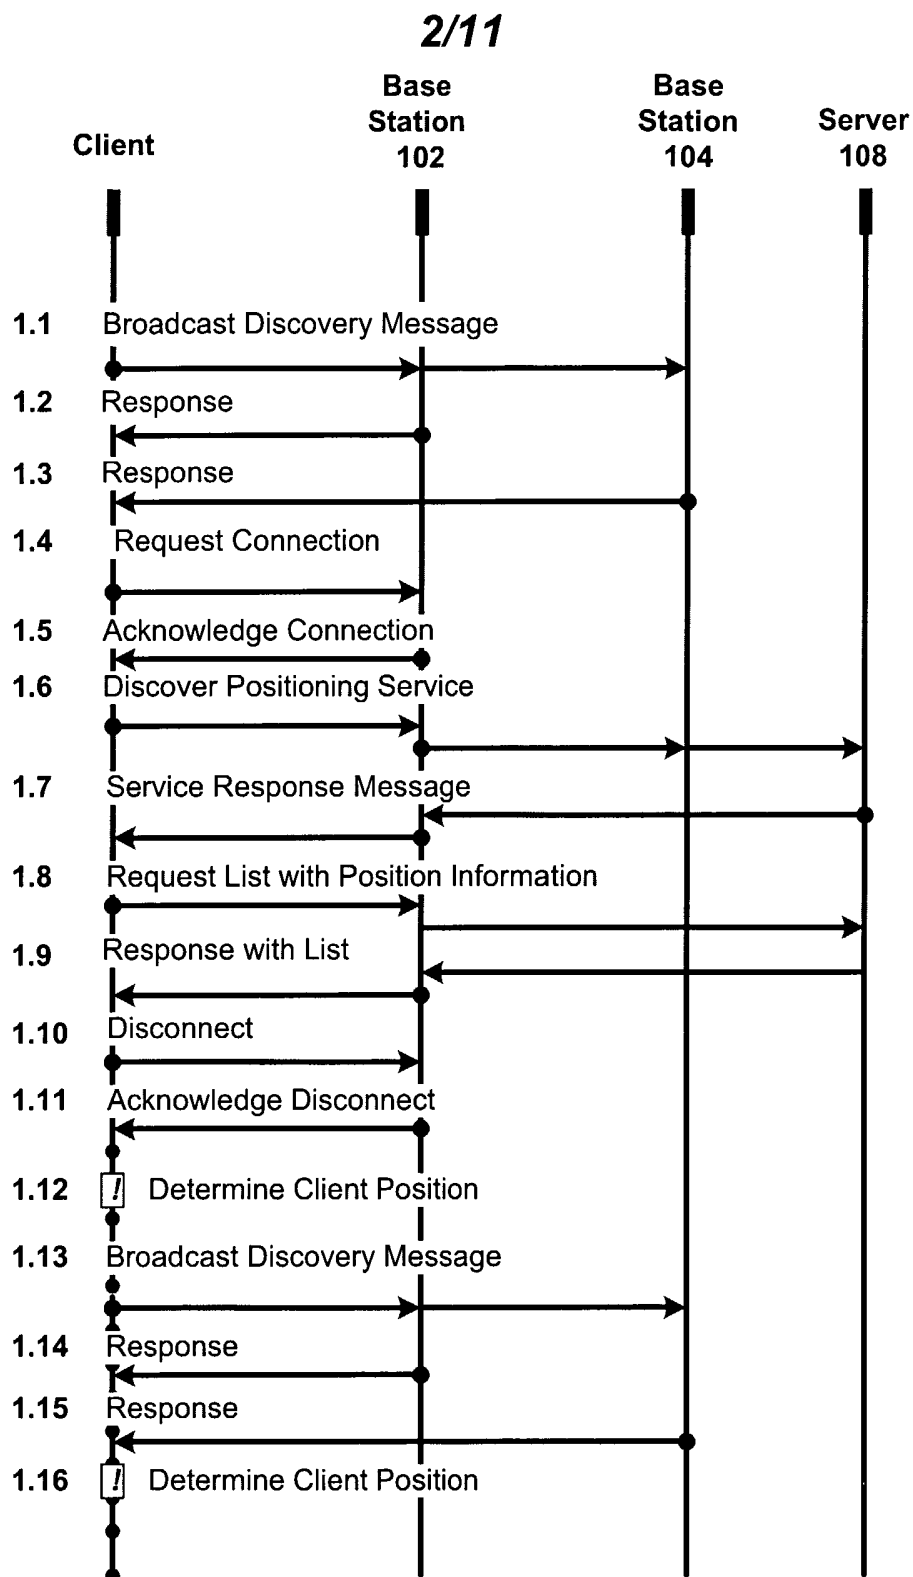 2/11
Client
Base
Station
102
Base
Station
104
Server
108
1.1 Broadcast Discovery Message
1.2 Response
1.3 Response
1.4 Request Connection
1.5 Acknowledge Connection
1.6 Discover Positioning Service
1.7 Service Response Message
1.8 Request List with Position Information
1.9 Response with List
1.10 Disconnect
1.11 Acknowledge Disconnect
1.12 ! Determine Client Position
1.13 Broadcast Discovery Message
1.14 Response
1.15 Response
1.16 ! Determine Client Position